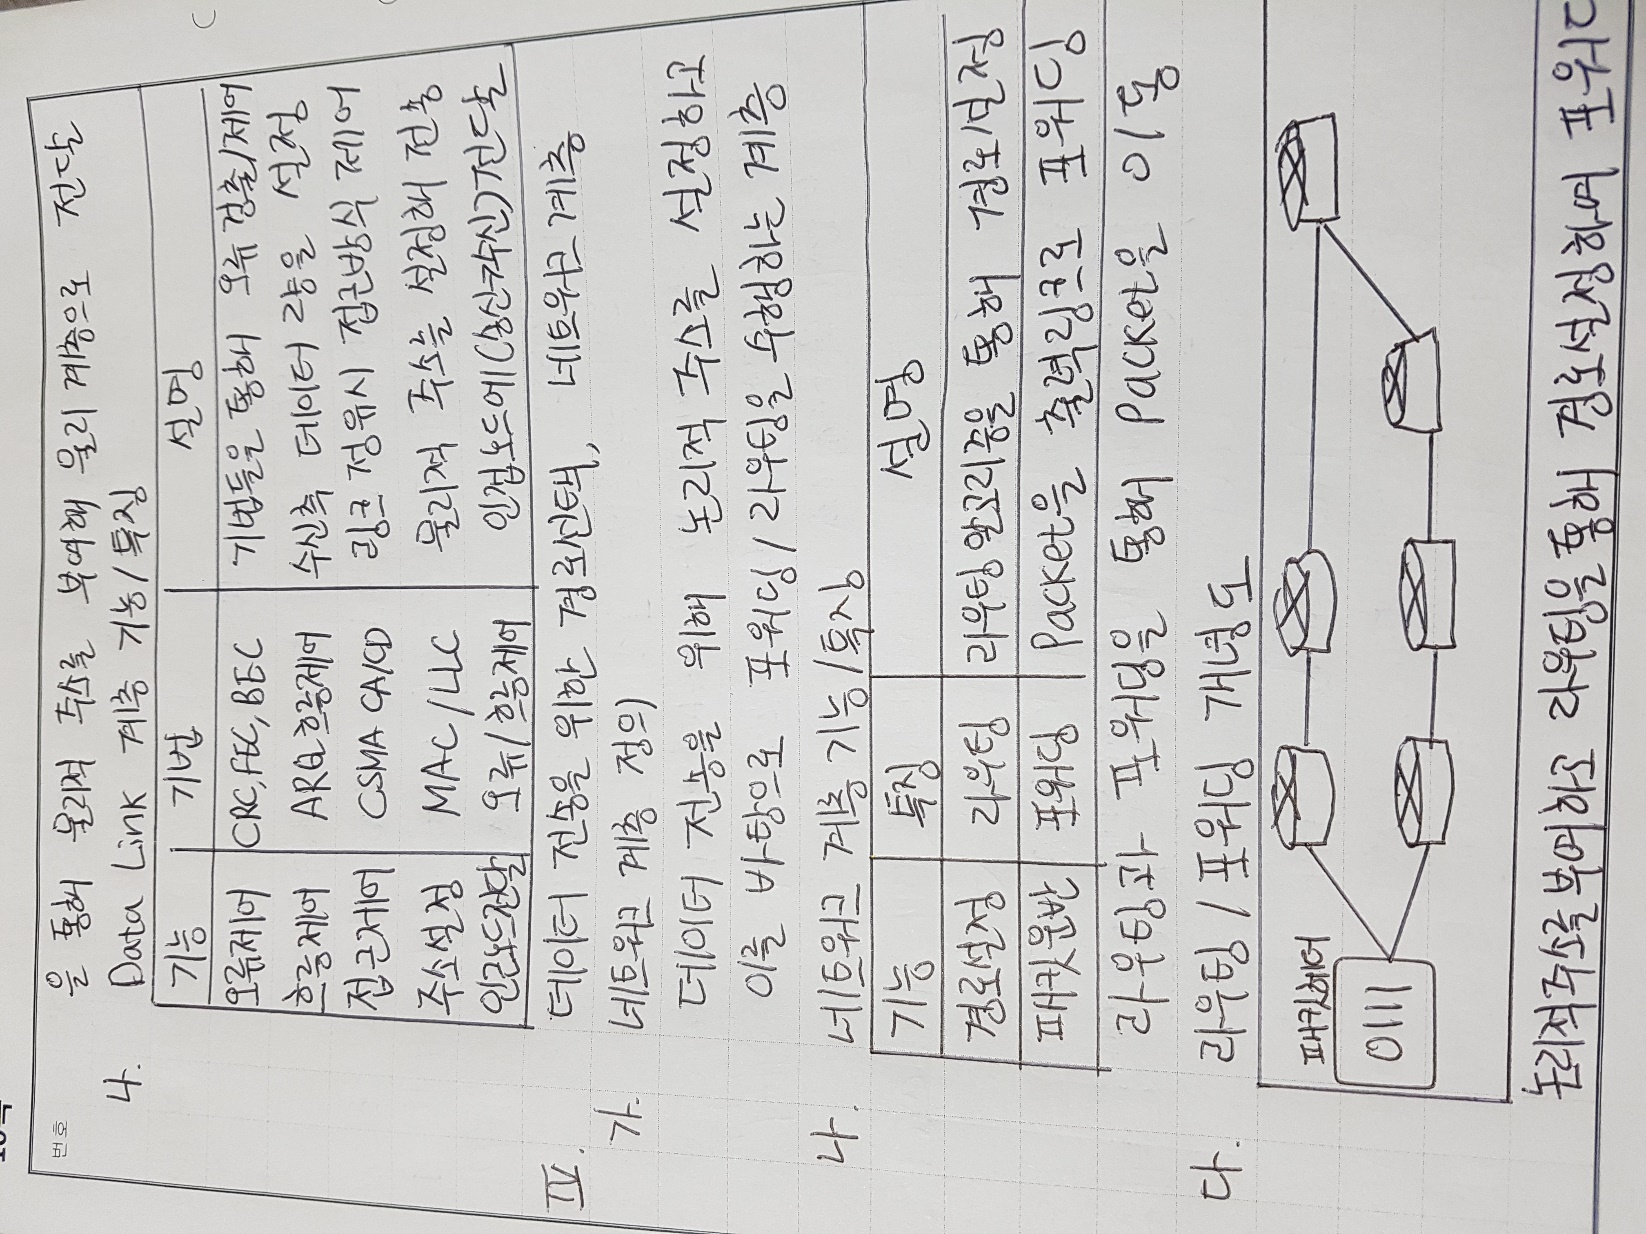 번호
을 통해 물리적 주소를 부여해 물리 계층으로 전달
나. Data Link 계층 기능/특징
기능 기법 설명
오류제어 CRC, FEC, BEC 기법들을 통해 오류 검출/제어
흐름제어 ARQ, 흐름제어 수신측 데이터 양을 설정
접근제어 CSMA CA/CD 링크 점유시 접근방식 제어
주소설정 MAC/LLC 물리적 주소를 설정해 전송
인근노드전달 오류/흐름제어 인접노드에(송신→수신)전달
IV. 데이터 전송을 위한 경로선택, 네트워크 계층
가. 네트워크 계층 정의
데이터 전송을 위해 논리적 주소를 설정하고
이를 바탕으로 포워딩/라우팅을 수행하는 계층
나. 네트워크 계층 기능/특징
기능 특징 설명
경로설정 라우팅 라우팅알고리즘을 통해 경로설정
패킷운반 포워딩 Packet을 출력링크로 포워딩
라우팅과 포워딩을 통해 Packet을 이동
다. 라우팅/포워딩 개념도
패킷헤더
0111
논리적주소를 부여하고 라우팅을 통해 경로설정하여 포워디